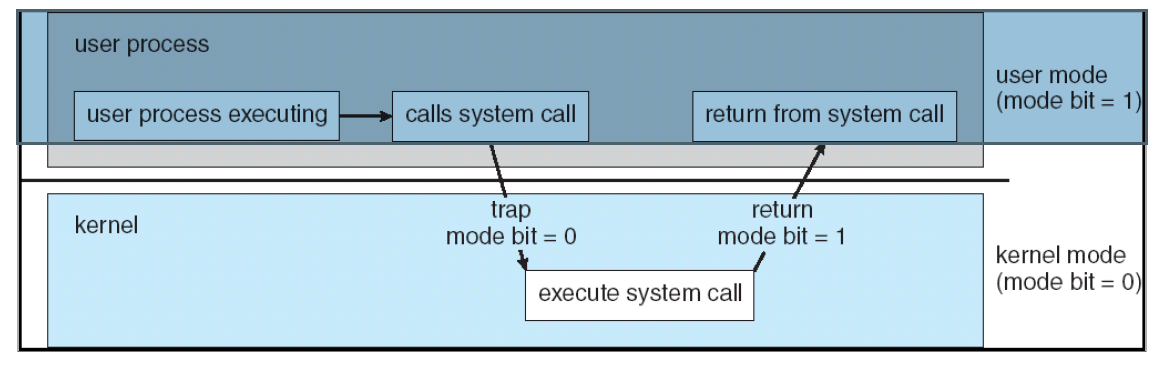 user process
user process executing
calls system call
return from system call
user mode
(mode bit = 1)
trap
mode bit = 0
return
mode bit = 1
kernel
execute system call
kernel mode
(mode bit = 0)